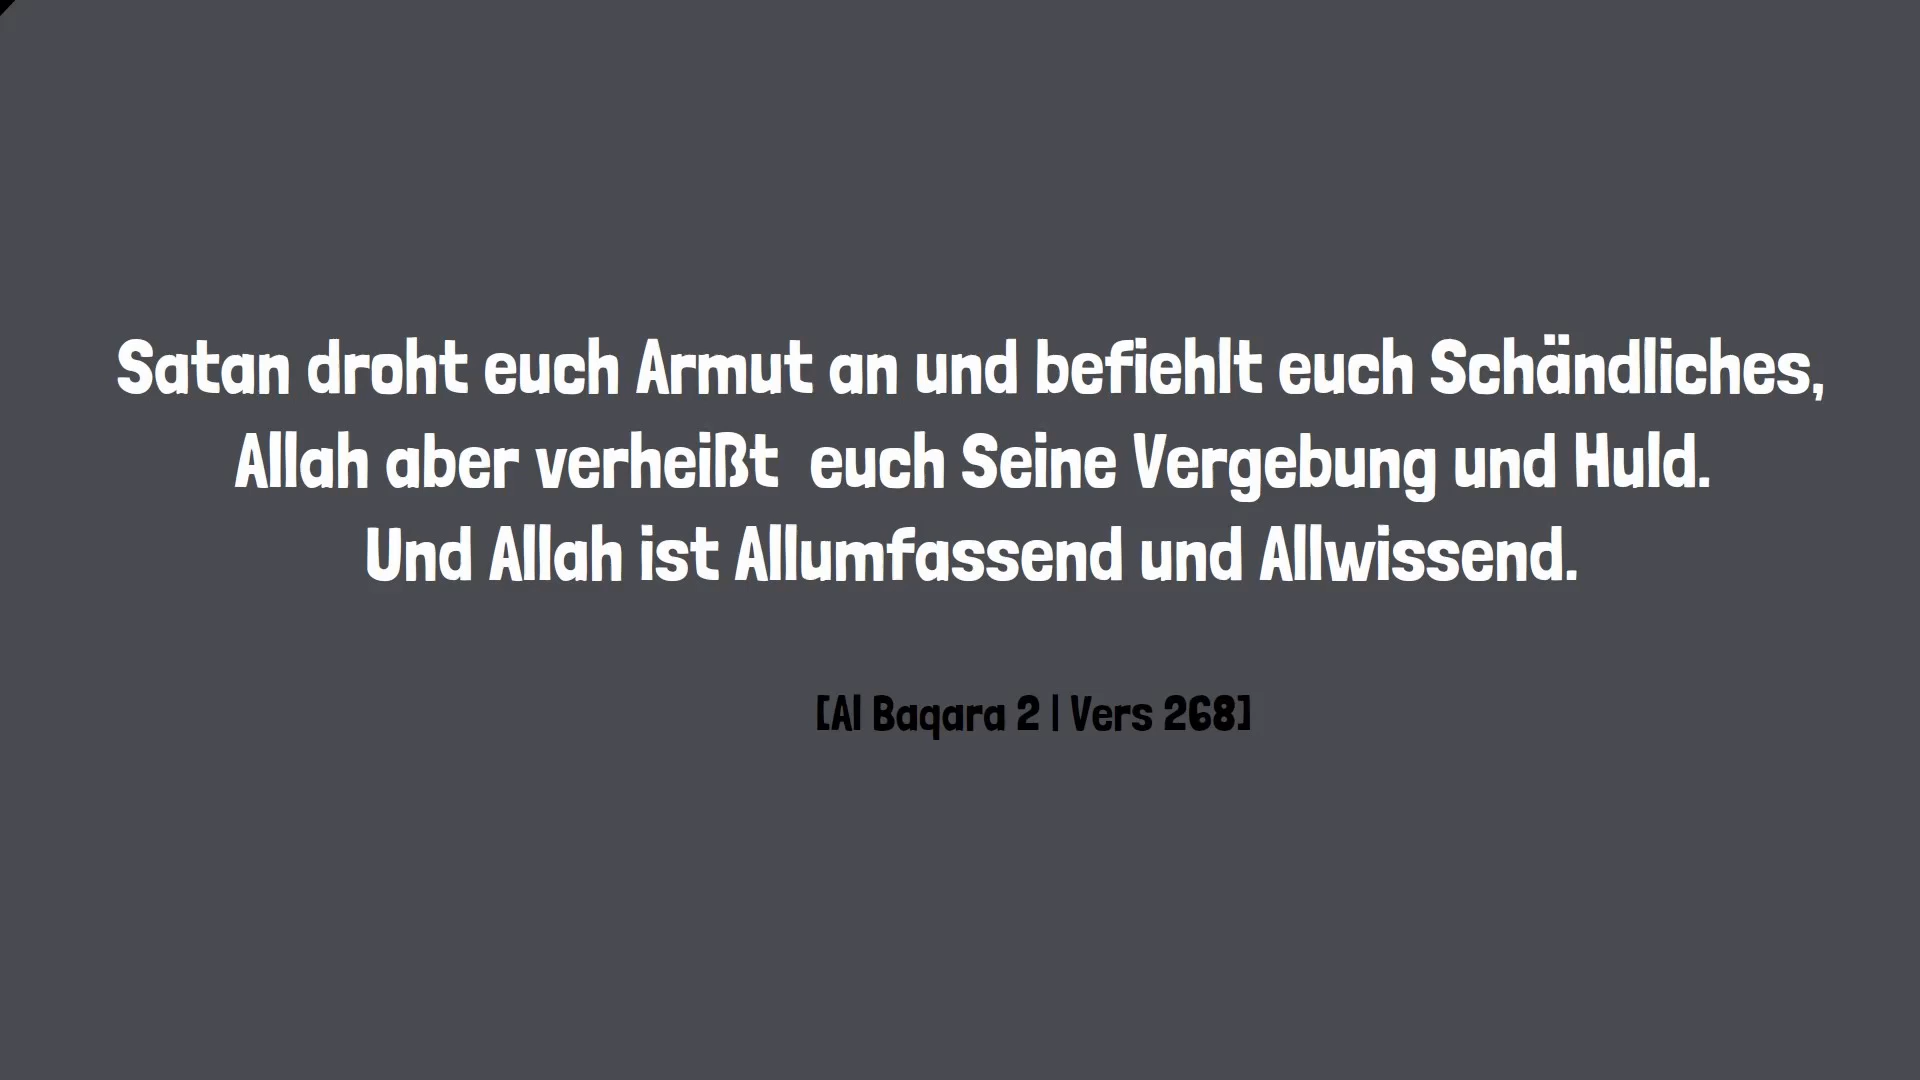 Satan droht euch Armut an und befiehlt euch Schändliches,
Allah aber verheißt  euch Seine Vergebung und Huld.
Und Allah ist Allumfassend und Allwissend.
[Al Baqara 2 | Vers 268]